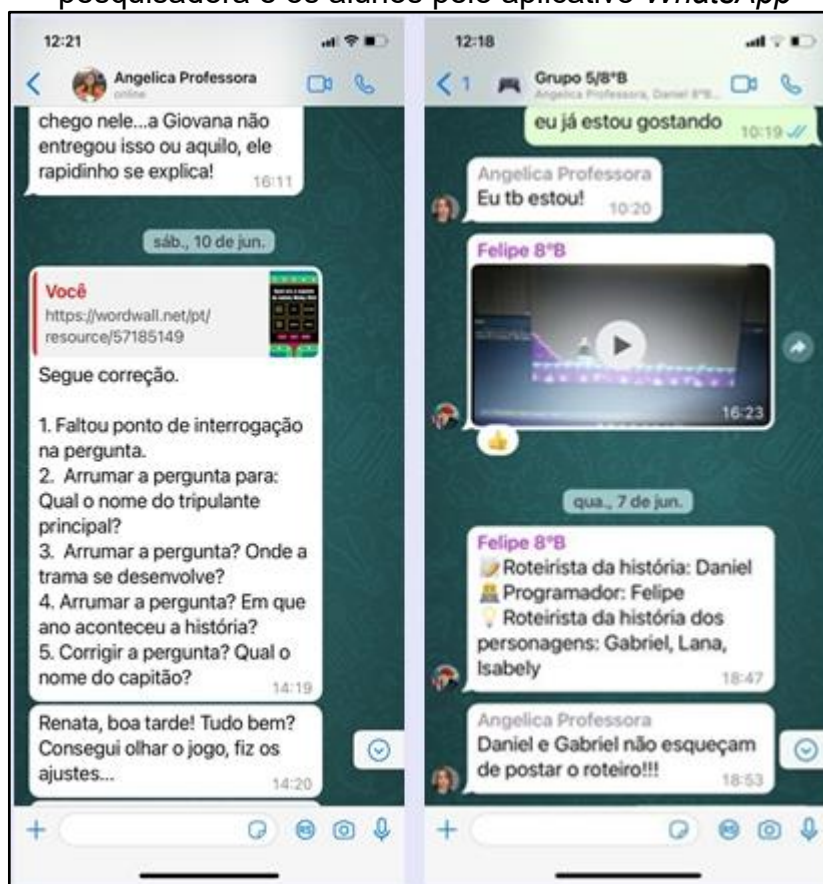 pesquisadora e os alunos pelo aplicativo WhatsApp
12:21
Angelica Professora
online
chego nele...a Giovana não
entregou isso ou aquilo, ele
rapidinho se explica!
16:11
sáb., 10 de jun.
Você
https://wordwall.net/pt/
resource/57185149
Segue correção.
1. Faltou ponto de interrogação
na pergunta.
2. Arrumar a pergunta para:
Qual o nome do tripulante
principal?
3. Arrumar a pergunta? Onde a
trama se desenvolve?
4. Arrumar a pergunta? Em que
ano aconteceu a história?
5. Corrigir a pergunta? Qual o
nome do capitão?
14:19
Renata, boa tarde! Tudo bem?
Consegui olhar o jogo, fiz os
ajustes...
14:20
12:18
1
Grupo 5/8°B
Angelica Professora, Daniel 8°B...
eu já estou gostando
10:19
Angelica Professora
Eu tb estou!
10:20
Felipe 8°B
16:23
qua., 7 de jun.
Felipe 8°B
Roteirista da história: Daniel
Programador: Felipe
Roteirista da história dos
personagens: Gabriel, Lana,
Isabely
18:47
Angelica Professora
Daniel e Gabriel não esqueçam
de postar o roteiro!!!
18:53